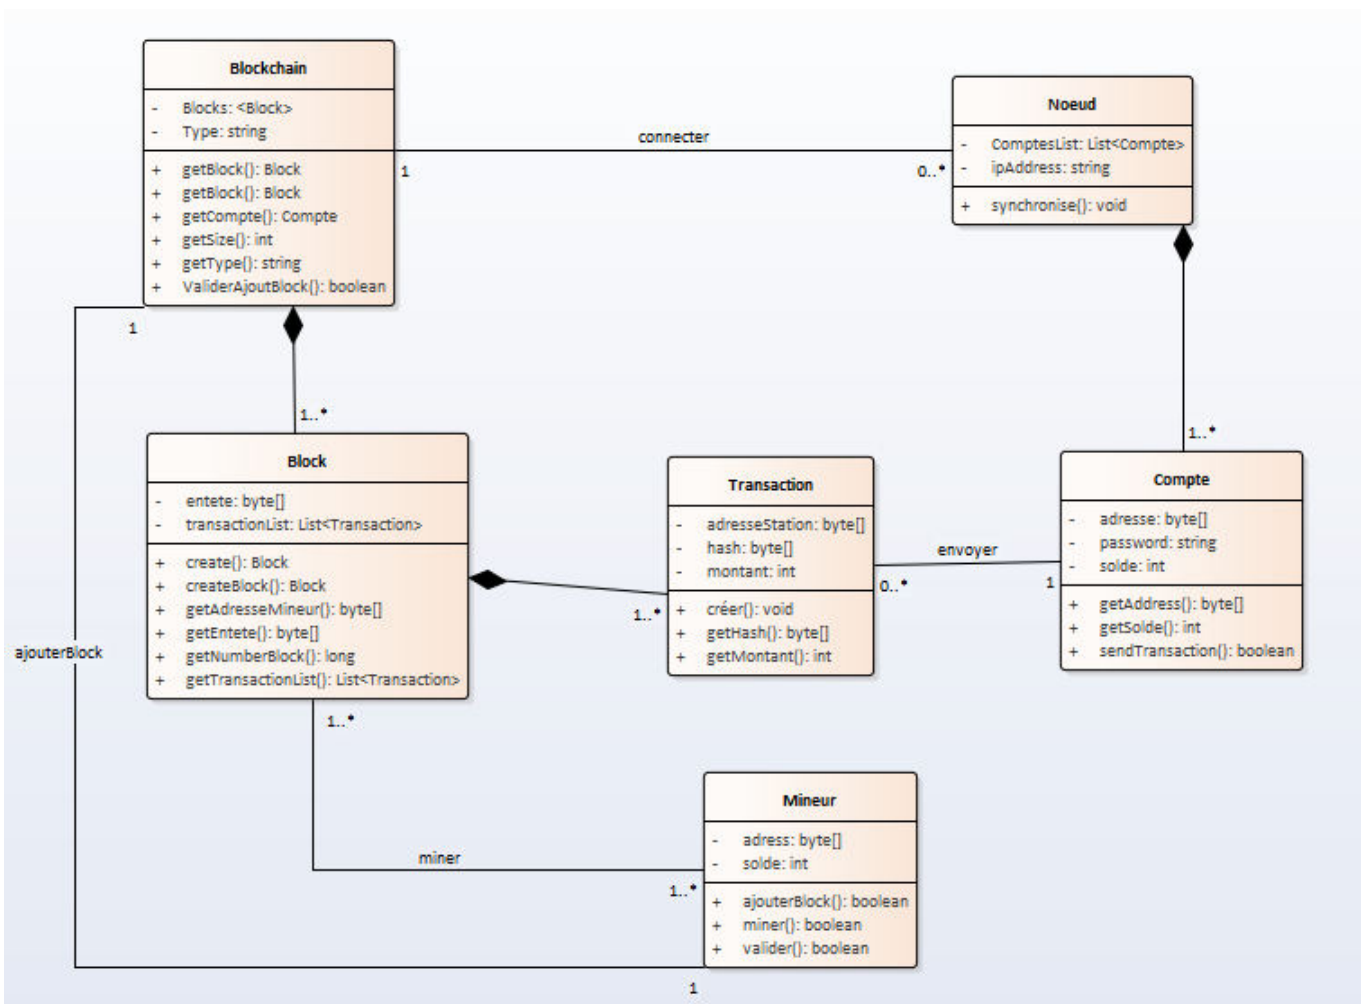 Blockchain
- Blocks: <Block>
- Type: string
+ getBlock(): Block
+ getBlock(): Block
+ getCompte(): Compte
+ getSize(): int
+ getType(): string
+ ValiderAjoutBlock(): boolean
connecter
1
0..*
Noeud
- ComptesList: List<Compte>
- ipAddress: string
+ synchronise(): void
1
1..*
1..*
Block
- entete: byte[]
- transactionList: List<Transaction>
+ create(): Block
+ createBlock(): Block
+ getAdresseMineur(): byte[]
+ getEntete(): byte[]
+ getNumberBlock(): long
+ getTransactionList(): List<Transaction>
1..*
Transaction
- adresseStation: byte[]
- hash: byte[]
- montant: int
+ créer(): void
+ getHash(): byte[]
+ getMontant(): int
envoyer
0..*
1
Compte
- adresse: byte[]
- password: string
- solde: int
+ getAddress(): byte[]
+ getSolde(): int
+ sendTransaction(): boolean
ajouterBlock
1..*
miner
1..*
Mineur
- adress: byte[]
- solde: int
+ ajouterBlock(): boolean
+ miner(): boolean
+ valider(): boolean
1